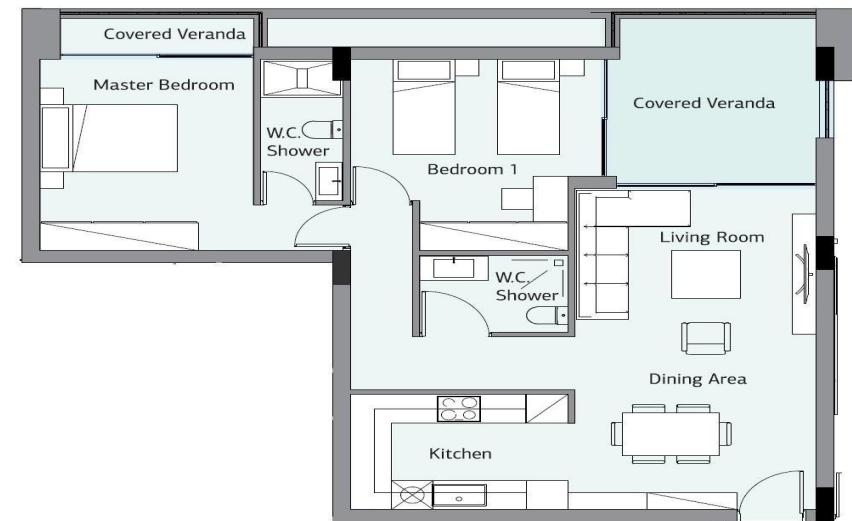 Covered Veranda
Master Bedroom
W.C.
Shower
Bedroom 1
Covered Veranda
Living Room
W.C.
Shower
Dining Area
Kitchen